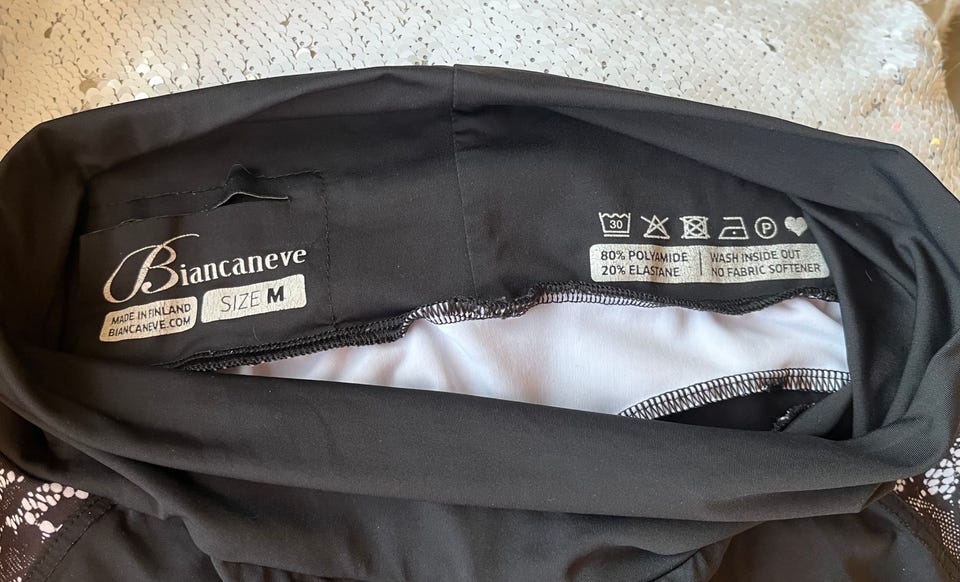 Biancaneve
MADE IN FINLAND
BIANCANEVE.COM
SIZE M
30
P
80% POLYAMIDE
20% ELASTANE
WASH INSIDE OUT
NO FABRIC SOFTENER